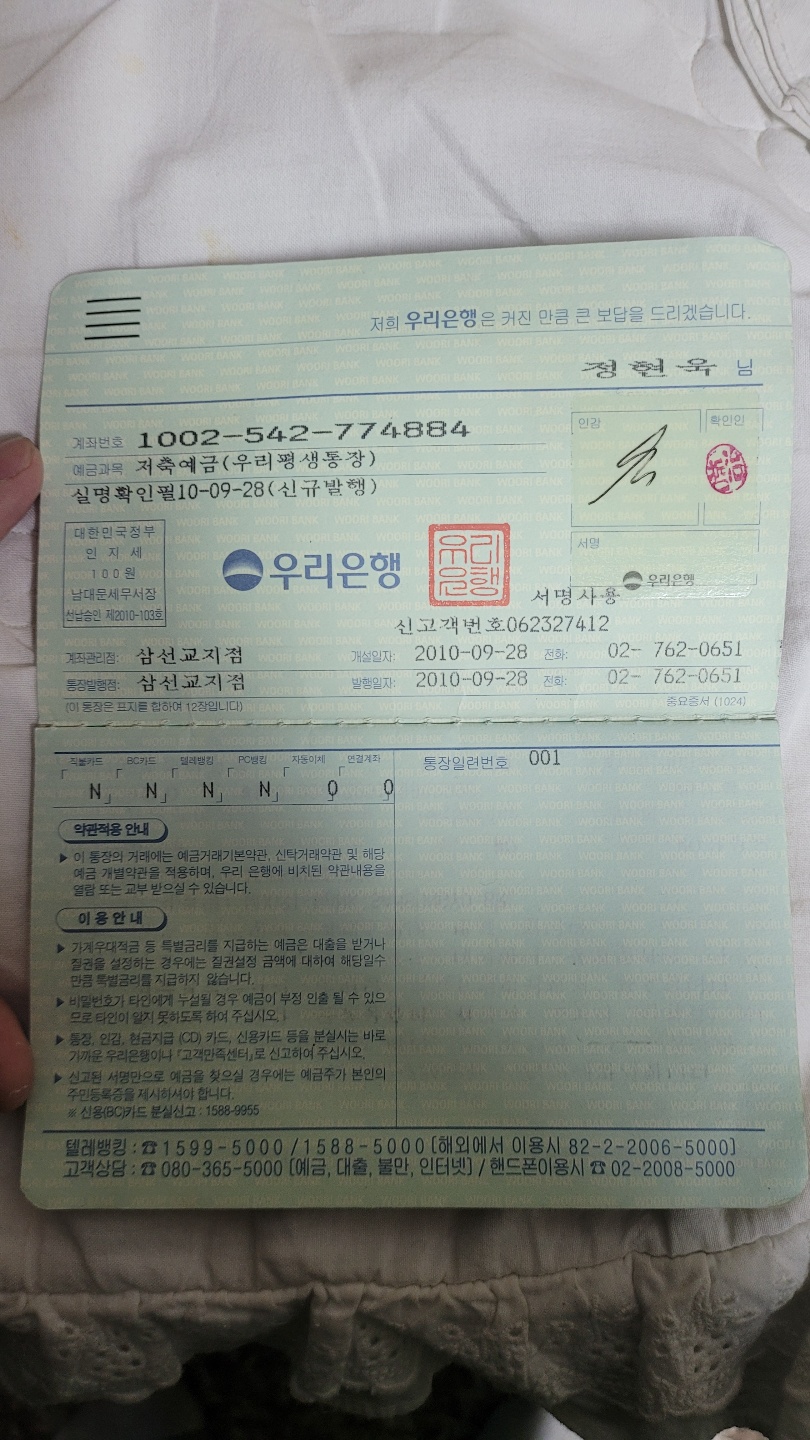 저희 우리은행은 커진 만큼 큰 보답을 드리겠습니다.
정현욱 님
계좌번호 1002-542-774884
예금과목 저축예금(우리평생통장)
실명확인필10-09-28(신규발행)
인감
확인인
서명
우리은행
대한민국정부
인 지 세
100원
남대문세무서장
선납승인 제2010-103호
우리은행
우리은행
서명사용
신고객번호062327412
계좌관리점: 삼선교지점 개설일자: 2010-09-28 전화: 02- 762-0651
통장발행점: 삼선교지점 발행일자: 2010-09-28 전화: 02- 762-0651
(이 통장은 표지를 합하여 12장입니다) 중요증서 (1024)
직불카드 BC카드 텔레뱅킹 PC뱅킹 자동이체 연결계좌
N N N N 0 0
통장일련번호 001
약관적용 안내
▶ 이 통장의 거래에는 예금거래기본약관, 신탁거래약관 및 해당
예금 개별약관을 적용하며, 우리 은행에 비치된 약관내용을
열람 또는 교부 받으실 수 있습니다.
이 용 안 내
▶ 가계우대적금 등 특별금리를 지급하는 예금은 대출을 받거나
질권을 설정하는 경우에는 질권설정 금액에 대하여 해당일수
만큼 특별금리를 지급하지 않습니다.
▶ 비밀번호가 타인에게 누설될 경우 예금이 부정 인출 될 수 있으
므로 타인이 알지 못하도록 하여 주십시오.
▶ 통장, 인감, 현금지급 (CD) 카드, 신용카드 등을 분실시는 바로
가까운 우리은행이나 「고객만족센터」로 신고하여 주십시오.
▶ 신고된 서명만으로 예금을 찾으실 경우에는 예금주가 본인의
주민등록증을 제시하셔야 합니다.
※ 신용(BC)카드 분실신고 : 1588-9955
텔레뱅킹 : ☎ 1599-5000 / 1588-5000 [해외에서 이용시 82-2-2006-5000]
고객상담 : ☎ 080-365-5000 [예금, 대출, 불만, 인터넷] / 핸드폰이용시 ☎ 02-2008-5000